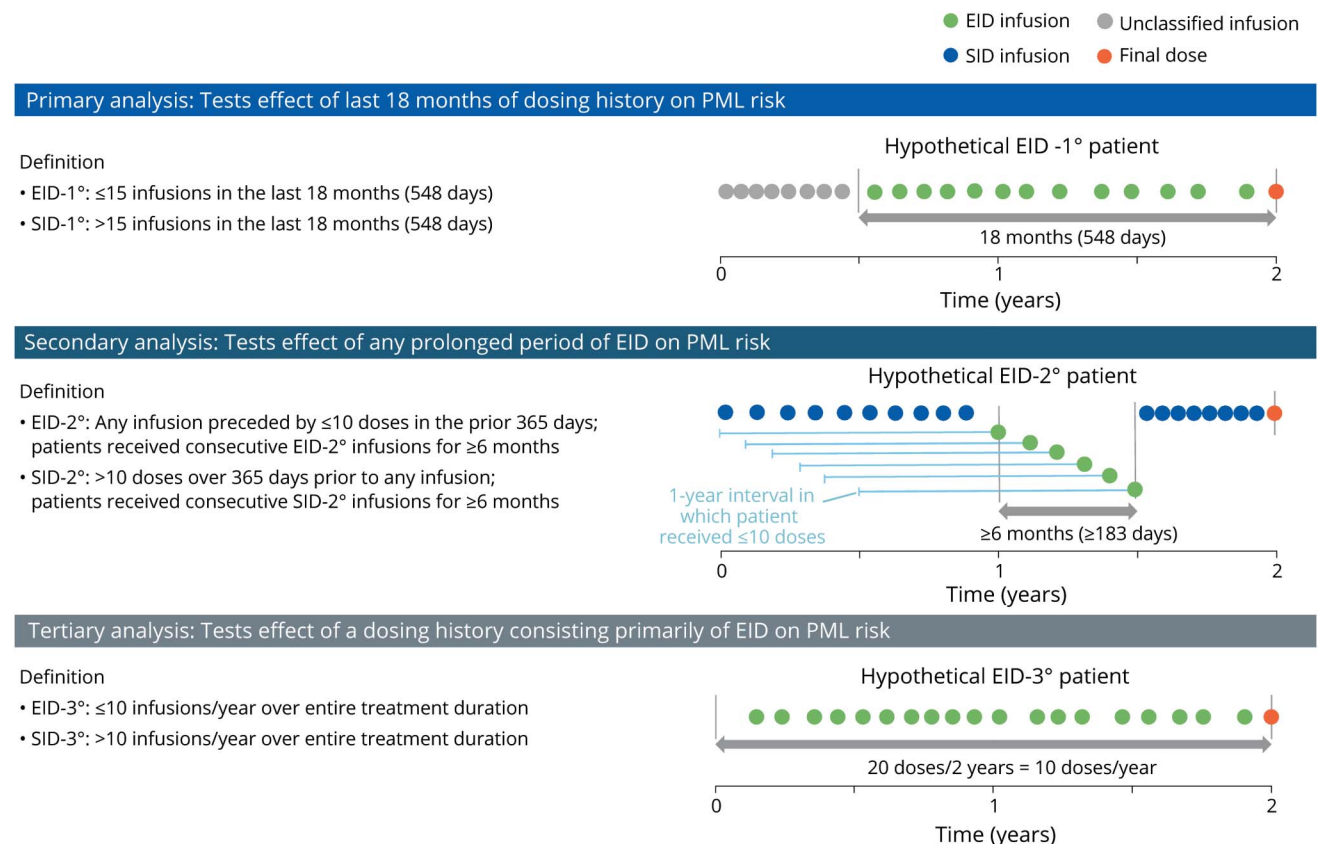 EID infusion
Unclassified infusion
SID infusion
Final dose
Primary analysis: Tests effect of last 18 months of dosing history on PML risk
Definition
• EID-1°: ≤15 infusions in the last 18 months (548 days)
• SID-1°: >15 infusions in the last 18 months (548 days)
Hypothetical EID -1° patient
18 months (548 days)
0 1 2
Time (years)
Secondary analysis: Tests effect of any prolonged period of EID on PML risk
Definition
• EID-2°: Any infusion preceded by ≤10 doses in the prior 365 days;
patients received consecutive EID-2° infusions for ≥6 months
• SID-2°: >10 doses over 365 days prior to any infusion;
patients received consecutive SID-2° infusions for ≥6 months
Hypothetical EID-2° patient
1-year interval in
which patient
received ≤10 doses
≥6 months (≥183 days)
0 1 2
Time (years)
Tertiary analysis: Tests effect of a dosing history consisting primarily of EID on PML risk
Definition
• EID-3°: ≤10 infusions/year over entire treatment duration
• SID-3°: >10 infusions/year over entire treatment duration
Hypothetical EID-3° patient
20 doses/2 years = 10 doses/year
0 1 2
Time (years)